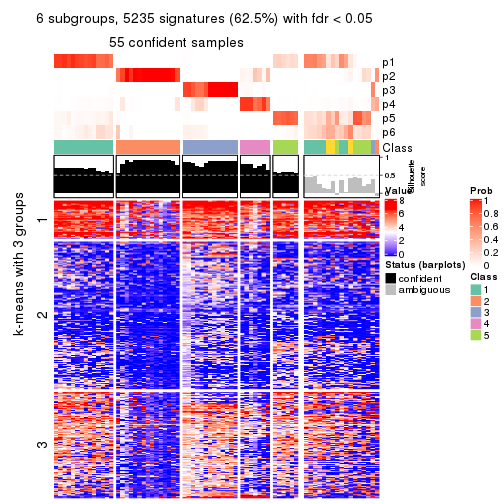 6 subgroups, 5235 signatures (62.5%) with fdr < 0.05
55 confident samples
p1
p2
p3
p4
p5
p6
Class
1
0.5
0
Silhouette
score
k-means with 3 groups
1
2
3
Value
8
6
4
2
0
Status (barplots)
confident
ambiguous
Prob
1
0.8
0.6
0.4
0.2
0
Class
1
2
3
4
5